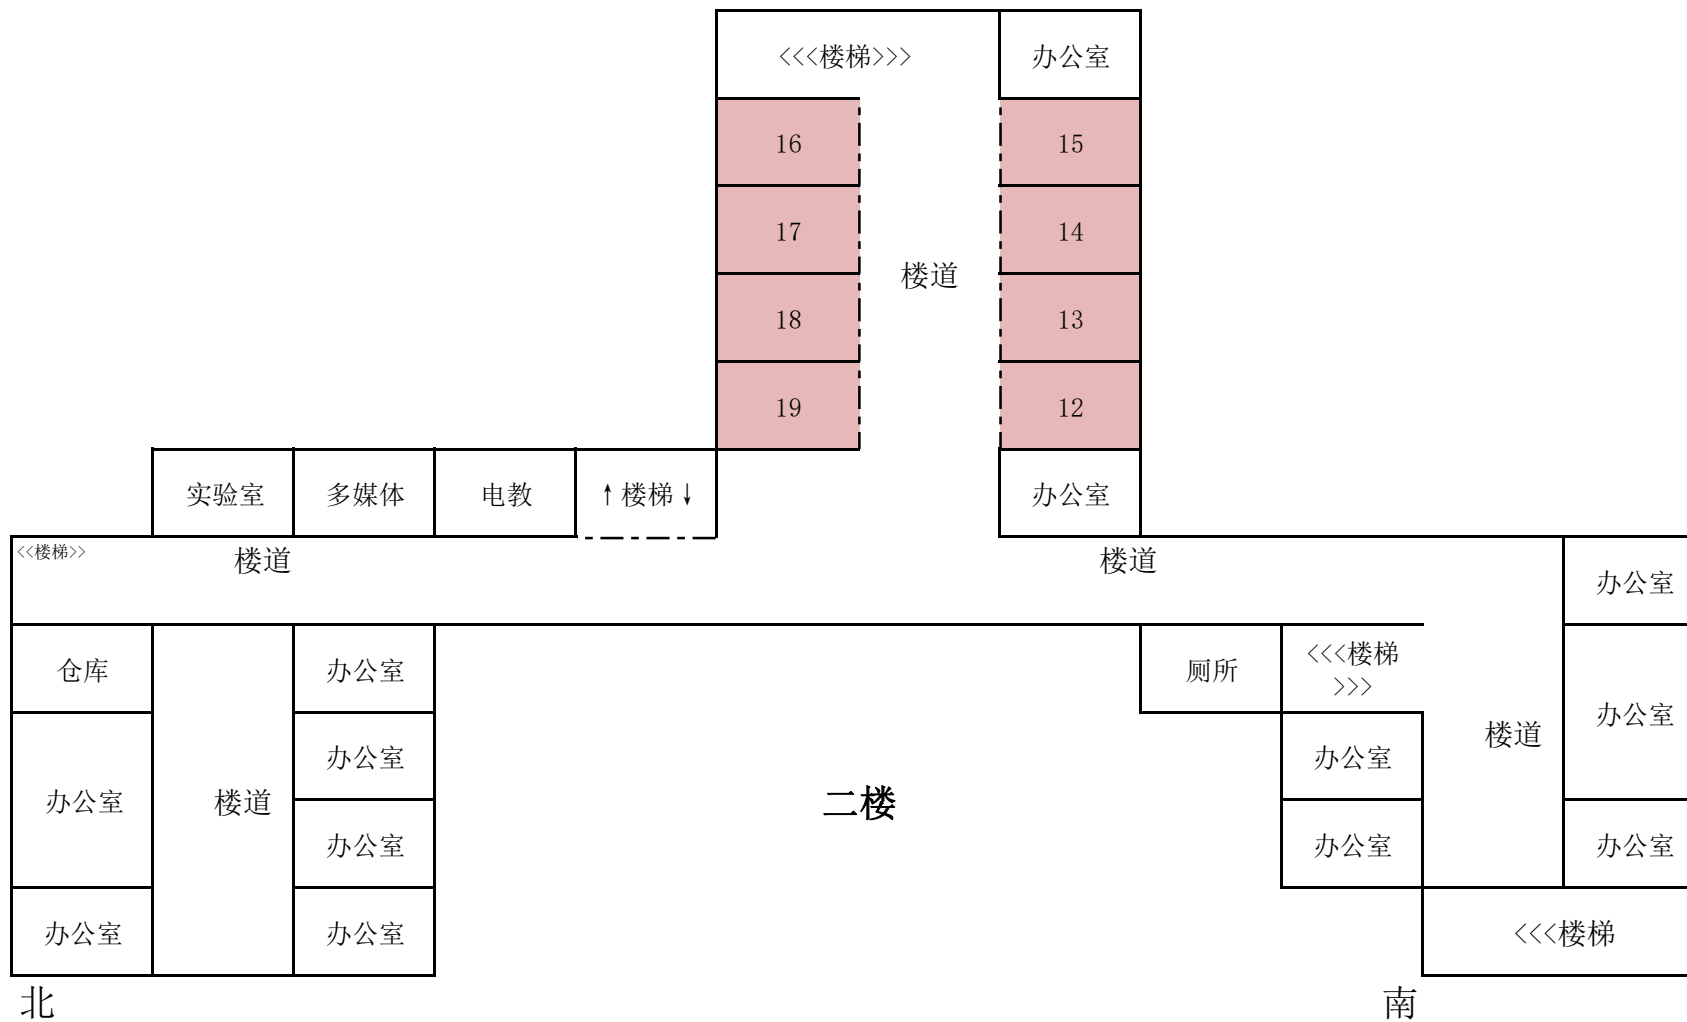 <<<楼梯>>>
办公室
16
15
17
14
楼道
18
13
19
12
实验室
多媒体
电教
↑楼梯↓
办公室
<<楼梯>>
楼道
楼道
办公室
仓库
办公室
厕所
<<<楼梯
>>>
办公室
办公室
办公室
楼道
办公室
楼道
二楼
办公室
办公室
办公室
办公室
办公室
办公室
<<<楼梯
北
南